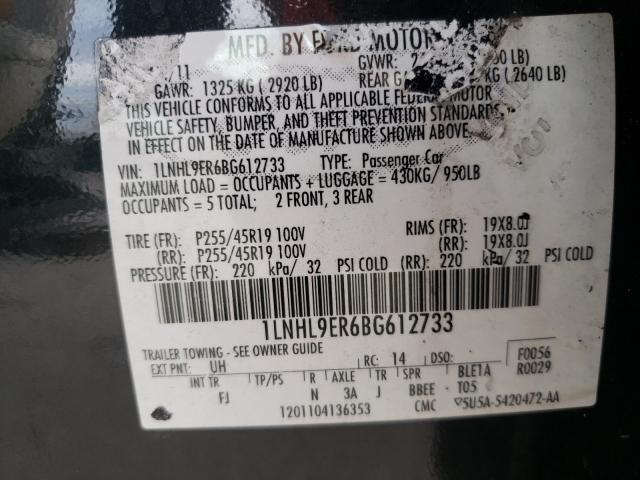 MFD. BY FORD MOTOR
/11 GVWR:
GAWR: 1325 KG ( 2920 LB) REAR KG ( 2640 LB)
THIS VEHICLE CONFORMS TO ALL APPLICABLE FEDERAL MOTOR
VEHICLE SAFETY, BUMPER, AND THEFT PREVENTION STANDARDS
IN EFFECT ON THE DATE OF MANUFACTURE SHOWN ABOVE.
VIN: 1LNHL9ER6BG612733 TYPE: Passenger Car
MAXIMUM LOAD = OCCUPANTS + LUGGAGE = 430KG/ 950LB
OCCUPANTS = 5 TOTAL; 2 FRONT, 3 REAR
TIRE (FR): P255/45R19 100V RIMS (FR): 19X8.0J
(RR): P255/45R19 100V (RR): 19X8.0J
PRESSURE (FR): 220 kPa/ 32 PSI COLD (RR): 220 kPa/ 32 PSI COLD
1LNHL9ER6BG612733
TRAILER TOWING - SEE OWNER GUIDE F0056
EXT PNT: UH RC: 14 DSO: R0029
INT TR TP/PS R AXLE TR SPR BLE1A
FJ N 3A J BBEE T05
1201104136353 CMC 5U5A-5420472-AA